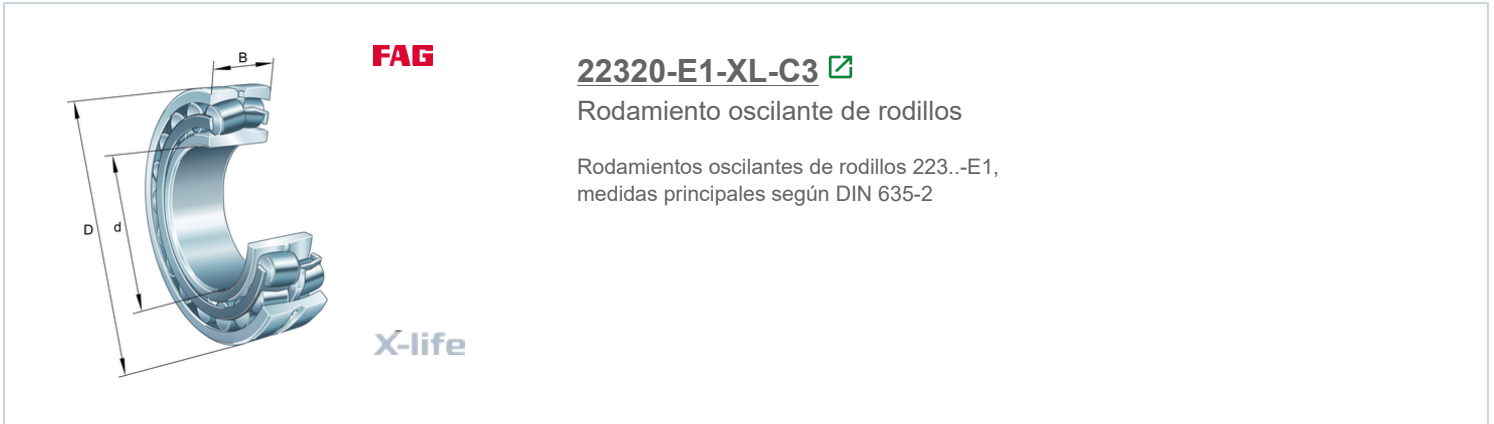 FAG
B
D
d
X-life
22320-E1-XL-C3
Rodamiento oscilante de rodillos
Rodamientos oscilantes de rodillos 223..-E1,
medidas principales según DIN 635-2